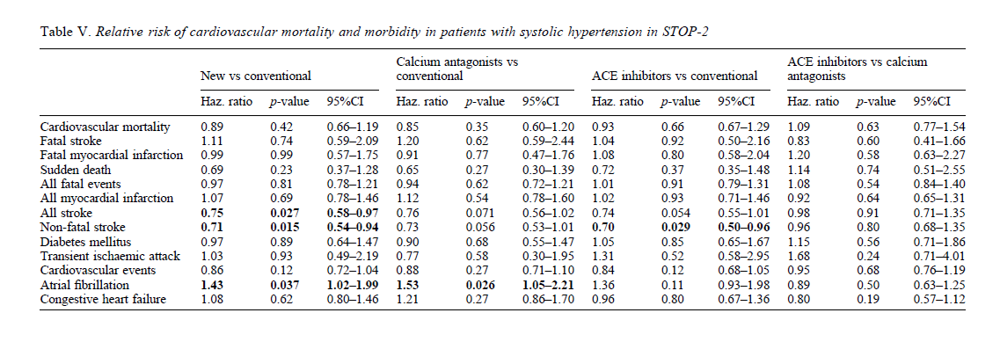 Table V. Relative risk of cardiovascular mortality and morbidity in patients with systolic hypertension in STOP-2
New vs conventional Calcium antagonists vs conventional ACE inhibitors vs conventional ACE inhibitors vs calcium antagonists
Haz. ratio p-value 95%CI Haz. ratio p-value 95%CI Haz. ratio p-value 95%CI Haz. ratio p-value 95%CI
Cardiovascular mortality 0.89 0.42 0.66–1.19 0.85 0.35 0.60–1.20 0.93 0.66 0.67–1.29 1.09 0.63 0.77–1.54
Fatal stroke 1.11 0.74 0.59–2.09 1.20 0.62 0.59–2.44 1.04 0.92 0.50–2.16 0.83 0.60 0.41–1.66
Fatal myocardial infarction 0.99 0.99 0.57–1.75 0.91 0.77 0.47–1.76 1.08 0.80 0.58–2.04 1.20 0.58 0.63–2.27
Sudden death 0.69 0.23 0.37–1.28 0.65 0.27 0.30–1.39 0.72 0.37 0.35–1.48 1.14 0.74 0.51–2.55
All fatal events 0.97 0.81 0.78–1.21 0.94 0.62 0.72–1.21 1.01 0.91 0.79–1.31 1.08 0.54 0.84–1.40
All myocardial infarction 1.07 0.69 0.78–1.46 1.12 0.54 0.78–1.60 1.02 0.93 0.71–1.46 0.92 0.64 0.65–1.31
All stroke 0.75 0.027 0.58–0.97 0.76 0.071 0.56–1.02 0.74 0.054 0.55–1.01 0.98 0.91 0.71–1.35
Non-fatal stroke 0.71 0.015 0.54–0.94 0.73 0.056 0.53–1.01 0.70 0.029 0.50–0.96 0.96 0.80 0.68–1.35
Diabetes mellitus 0.97 0.89 0.64–1.47 0.90 0.68 0.55–1.47 1.05 0.85 0.65–1.67 1.15 0.56 0.71–1.86
Transient ischaemic attack 1.03 0.93 0.49–2.19 0.77 0.58 0.30–1.95 1.31 0.52 0.58–2.95 1.68 0.24 0.71–4.01
Cardiovascular events 0.86 0.12 0.72–1.04 0.88 0.27 0.71–1.10 0.84 0.12 0.68–1.05 0.95 0.68 0.76–1.19
Atrial fibrillation 1.43 0.037 1.02–1.99 1.53 0.026 1.05–2.21 1.36 0.11 0.93–1.98 0.89 0.50 0.63–1.25
Congestive heart failure 1.08 0.62 0.80–1.46 1.21 0.27 0.86–1.70 0.96 0.80 0.67–1.36 0.80 0.19 0.57–1.12